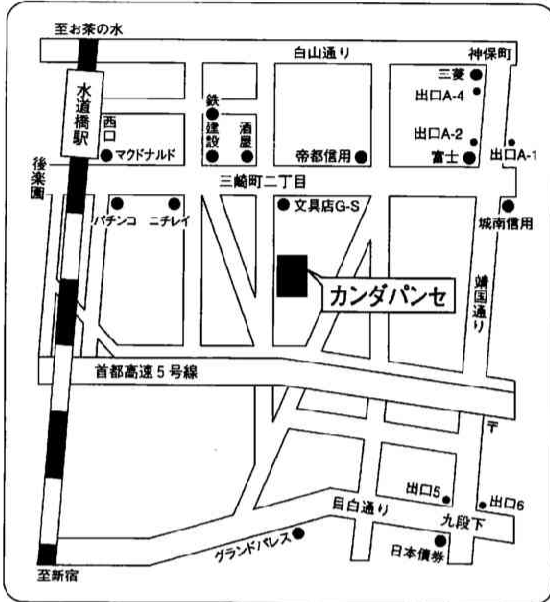 至お茶の水
白山通り
神保町
三菱
出口A-4
水道橋駅
西口
鉄建設
酒屋
出口A-2
出口A-1
マクドナルド
帝都信用
富士
後楽園
三崎町二丁目
パチンコ
ニチレイ
文具店G-S
城南信用
カンダパンセ
靖国通り
首都高速5号線
〒
出口5
出口6
目白通り
九段下
グランドパレス
日本債券
至新宿